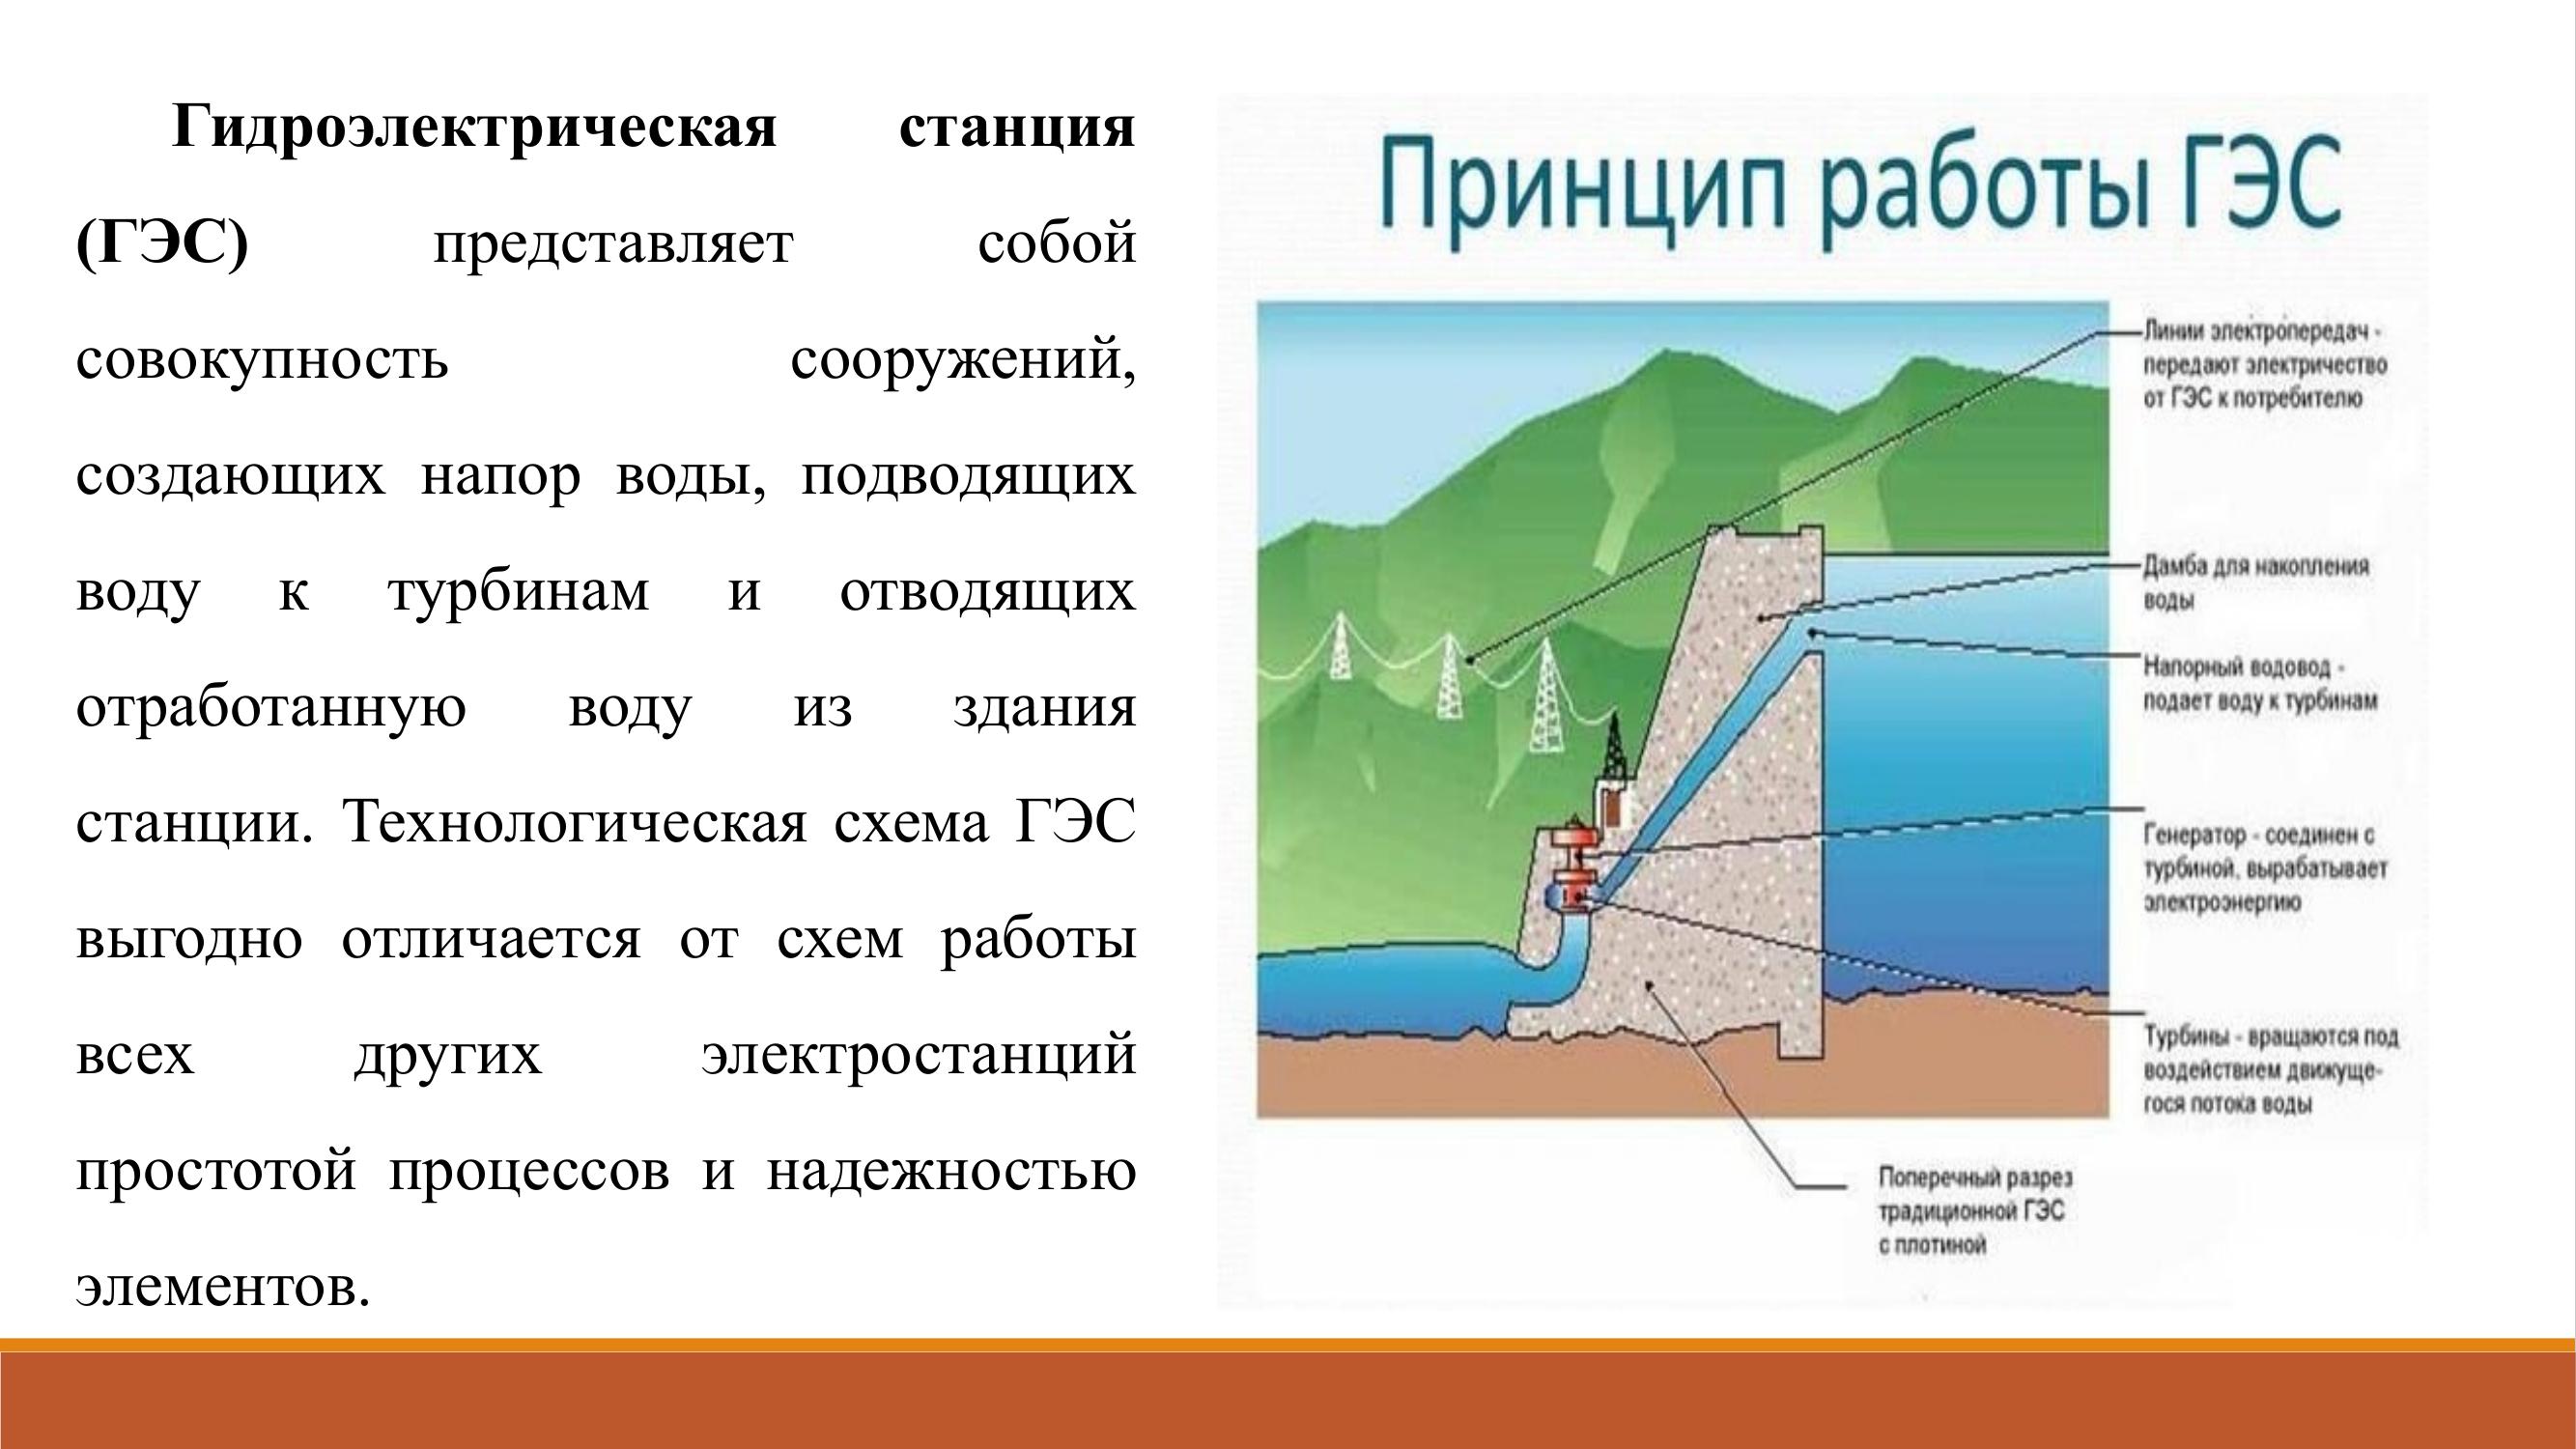 Гидроэлектрическая станция
(ГЭС) представляет собой
совокупность сооружений,
создающих напор воды, подводящих
воду к турбинам и отводящих
отработанную воду из здания
станции. Технологическая схема ГЭС
выгодно отличается от схем работы
всех других электростанций
простотой процессов и надежностью
элементов.
Принцип работы ГЭС
Линии электропередач -
передают электричество
от ГЭС к потребителю
Дамба для накопления
воды
Напорный водовод -
подает воду к турбинам
Генератор - соединен с
турбиной, вырабатывает
электроэнергию
Турбины - вращаются под
воздействием движуще-
гося потока воды
Поперечный разрез
традиционной ГЭС
с плотиной